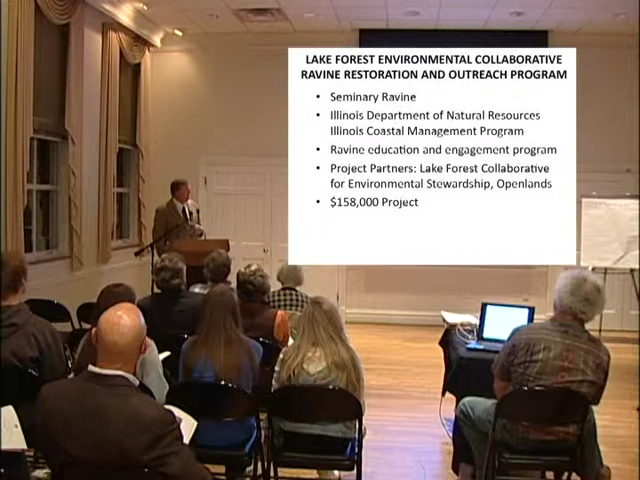 LAKE FOREST ENVIRONMENTAL COLLABORATIVE
RAVINE RESTORATION AND OUTREACH PROGRAM
• Seminary Ravine
• Illinois Department of Natural Resources
Illinois Coastal Management Program
• Ravine education and engagement program
• Project Partners: Lake Forest Collaborative
for Environmental Stewardship, Openlands
• $158,000 Project